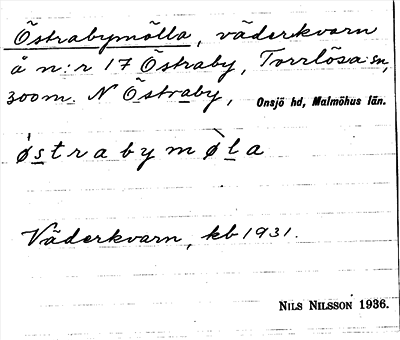 Östrabymölla, väderkvarn
å n:r 17 Östraby, Torrlösa sn,
300 m. N Östraby, Onsjö hd, Malmöhus län.
østrabymøla
Väderkvarn, kb 1931.
NILS NILSSON 1936.